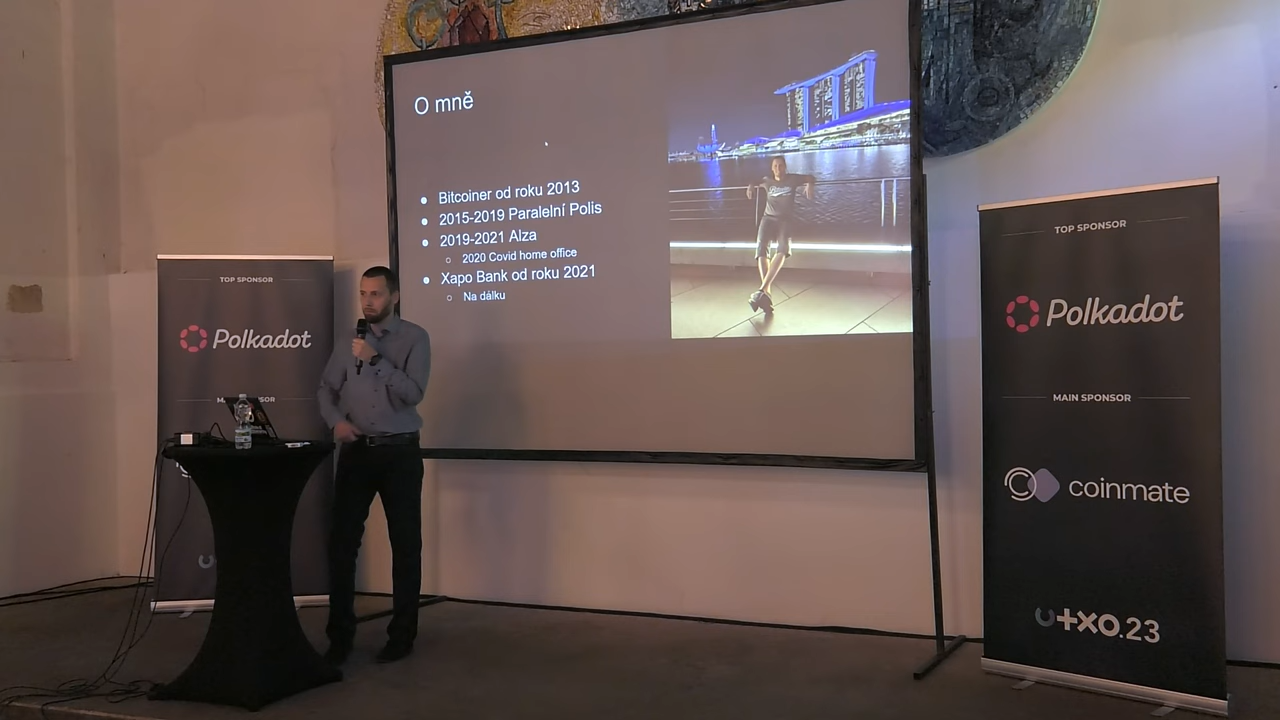 O mně
Bitcoiner od roku 2013
2015-2019 Paralelní Polis
2019-2021 Alza
2020 Covid home office
Xapo Bank od roku 2021
Na dálku
TOP SPONSOR
Polkadot
TOP SPONSOR
Polkadot
MAIN SPONSOR
coinmate
utxo.23